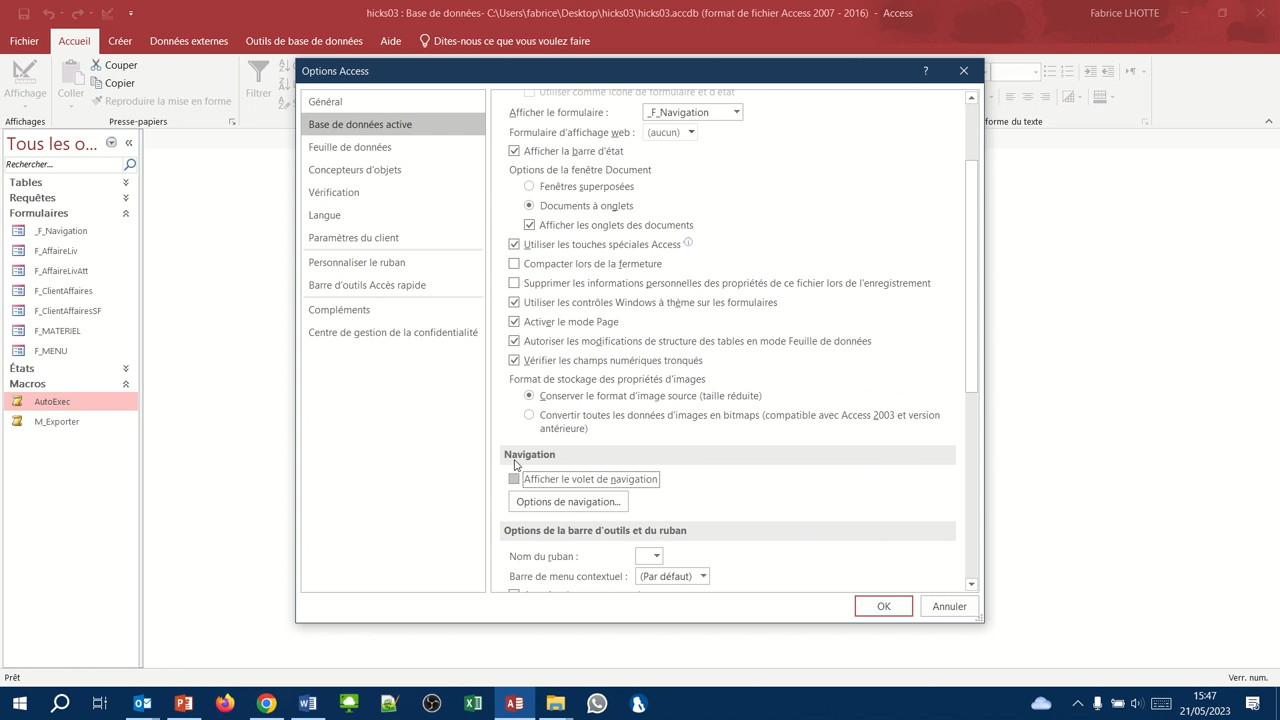 hicks03 : Base de données- C:\Users\fabrice\Desktop\hicks03\hicks03.accdb (format de fichier Access 2007 - 2016) - Access
Fabrice LHOTTE
Fichier Accueil Créer Données externes Outils de base de données Aide Dites-nous ce que vous voulez faire
Affichage
Coller
Couper
Copier
Reproduire la mise en forme
Filtrer
Affichages
Presse-papiers
forme du texte
Options Access
?
Tous les o...
Rechercher...
Tables
Requêtes
Formulaires
_F_Navigation
F_AffaireLiv
F_AffaireLivAtt
F_ClientAffaires
F_ClientAffairesSF
F_MATERIEL
F_MENU
États
Macros
AutoExec
M_Exporter
Général
Base de données active
Feuille de données
Concepteurs d'objets
Vérification
Langue
Paramètres du client
Personnaliser le ruban
Barre d'outils Accès rapide
Compléments
Centre de gestion de la confidentialité
Utiliser comme icône de formulaire et d'état
Afficher le formulaire : _F_Navigation
Formulaire d'affichage web : (aucun)
Afficher la barre d'état
Options de la fenêtre Document
Fenêtres superposées
Documents à onglets
Afficher les onglets des documents
Utiliser les touches spéciales Access
Compacter lors de la fermeture
Supprimer les informations personnelles des propriétés de ce fichier lors de l'enregistrement
Utiliser les contrôles Windows à thème sur les formulaires
Activer le mode Page
Autoriser les modifications de structure des tables en mode Feuille de données
Vérifier les champs numériques tronqués
Format de stockage des propriétés d'images
Conserver le format d'image source (taille réduite)
Convertir toutes les données d'images en bitmaps (compatible avec Access 2003 et version
antérieure)
Navigation
Afficher le volet de navigation
Options de navigation...
Options de la barre d'outils et du ruban
Nom du ruban :
Barre de menu contextuel : (Par défaut)
OK Annuler
Prêt
Verr. num.
15:47
21/05/2023